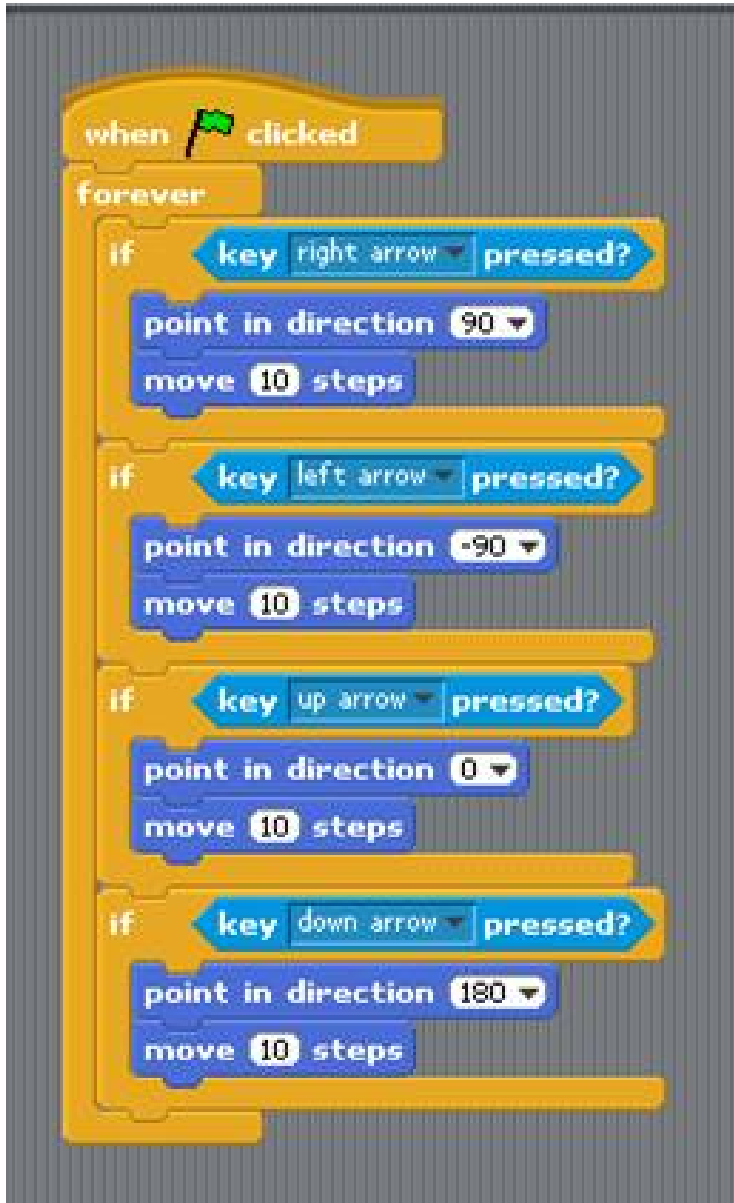 when clicked
forever
if key right arrow pressed?
point in direction 90
move 10 steps
if key left arrow pressed?
point in direction -90
move 10 steps
if key up arrow pressed?
point in direction 0
move 10 steps
if key down arrow pressed?
point in direction 180
move 10 steps